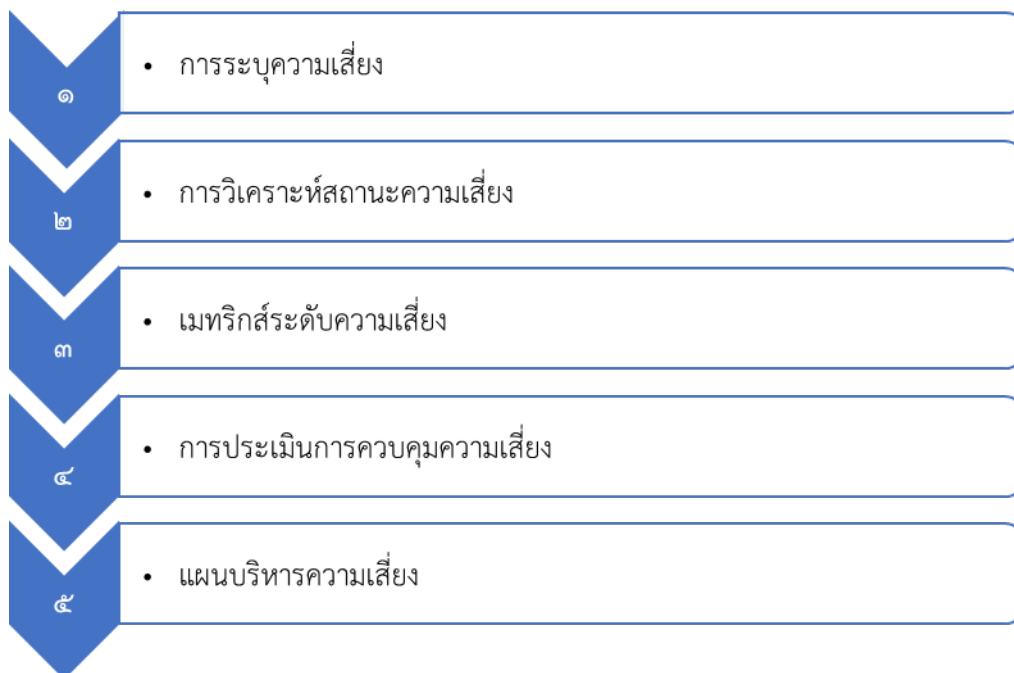 ๑
• การระบุความเสี่ยง
๒
• การวิเคราะห์สถานะความเสี่ยง
๓
• เมทริกส์ระดับความเสี่ยง
๔
• การประเมินการควบคุมความเสี่ยง
๕
• แผนบริหารความเสี่ยง